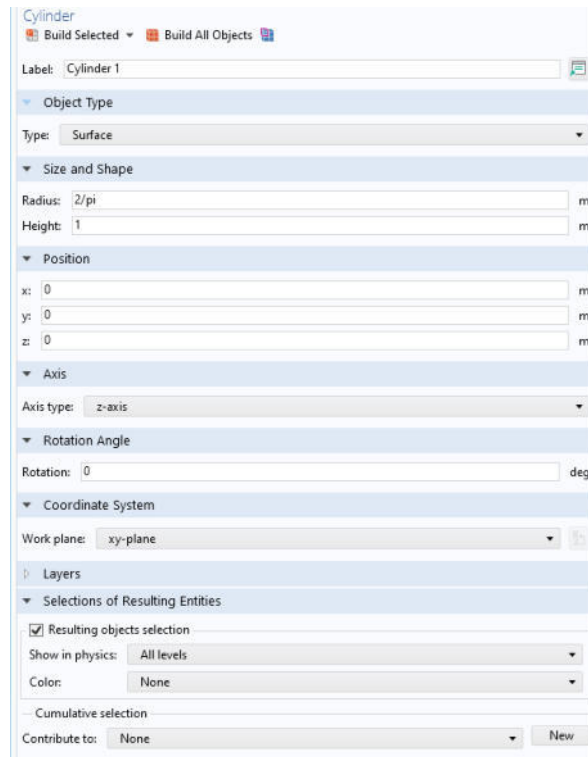 Cylinder
Build Selected Build All Objects
Label: Cylinder 1
Object Type
Type: Surface
Size and Shape
Radius: 2/pi m
Height: 1 m
Position
x: 0 m
y: 0 m
z: 0 m
Axis
Axis type: z-axis
Rotation Angle
Rotation: 0 deg
Coordinate System
Work plane: xy-plane
Layers
Selections of Resulting Entities
Resulting objects selection
Show in physics: All levels
Color: None
Cumulative selection
Contribute to: None New